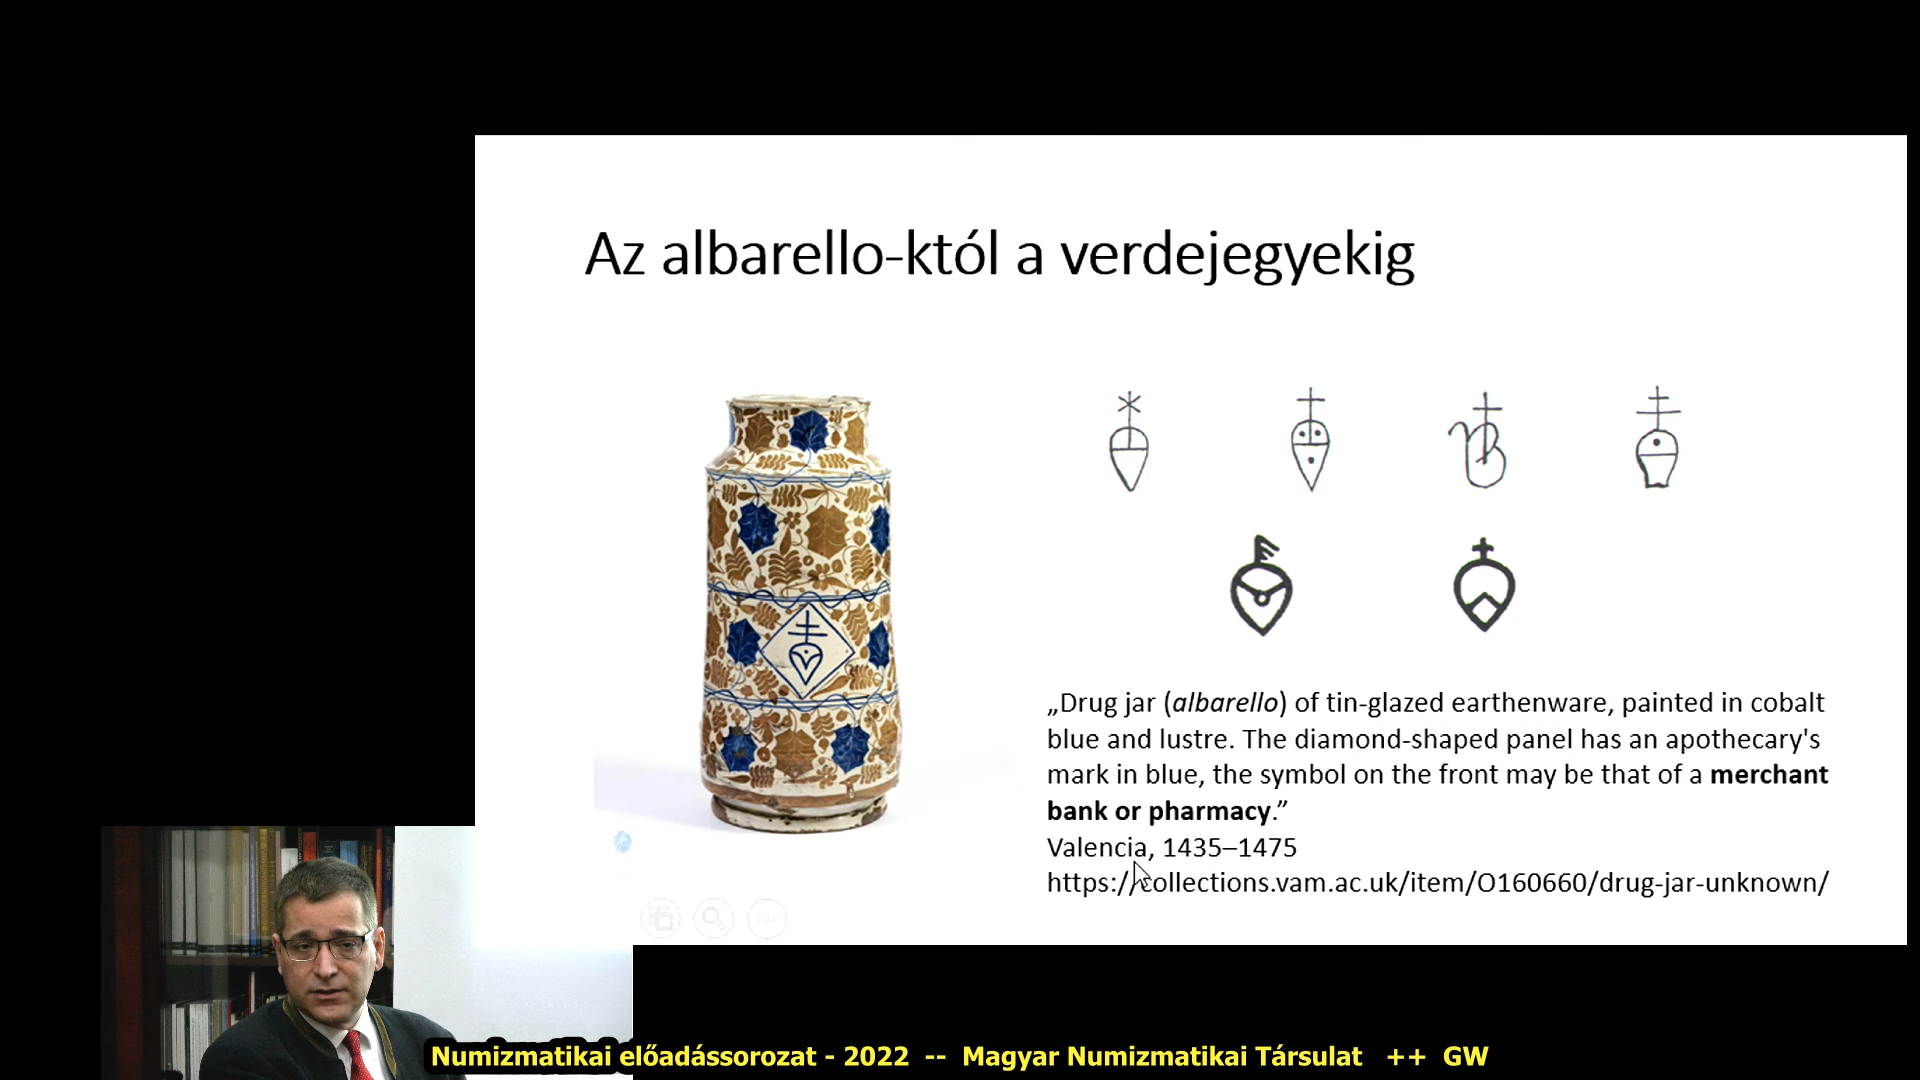 Az albarello-któl a verdejegyekig
„Drug jar (albarello) of tin-glazed earthenware, painted in cobalt
blue and lustre. The diamond-shaped panel has an apothecary's
mark in blue, the symbol on the front may be that of a merchant
bank or pharmacy.”
Valencia, 1435–1475
https://collections.vam.ac.uk/item/O160660/drug-jar-unknown/
Numizmatikai előadássorozat - 2022 -- Magyar Numizmatikai Társulat ++ GW